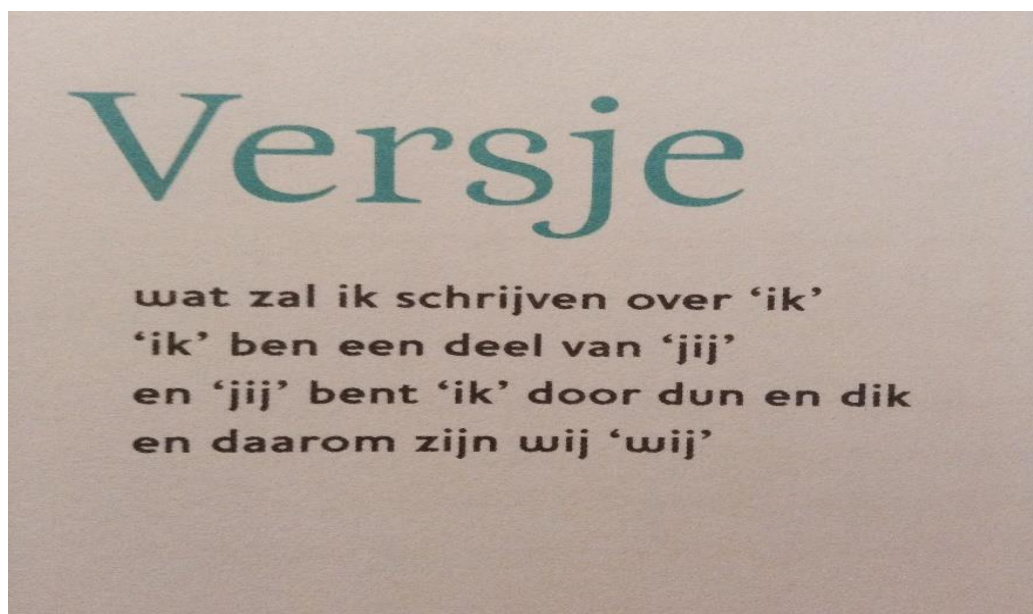 Versje
wat zal ik schrijven over ‘ik’
‘ik’ ben een deel van ‘jij’
en ‘jij’ bent ‘ik’ door dun en dik
en daarom zijn wij ‘wij’